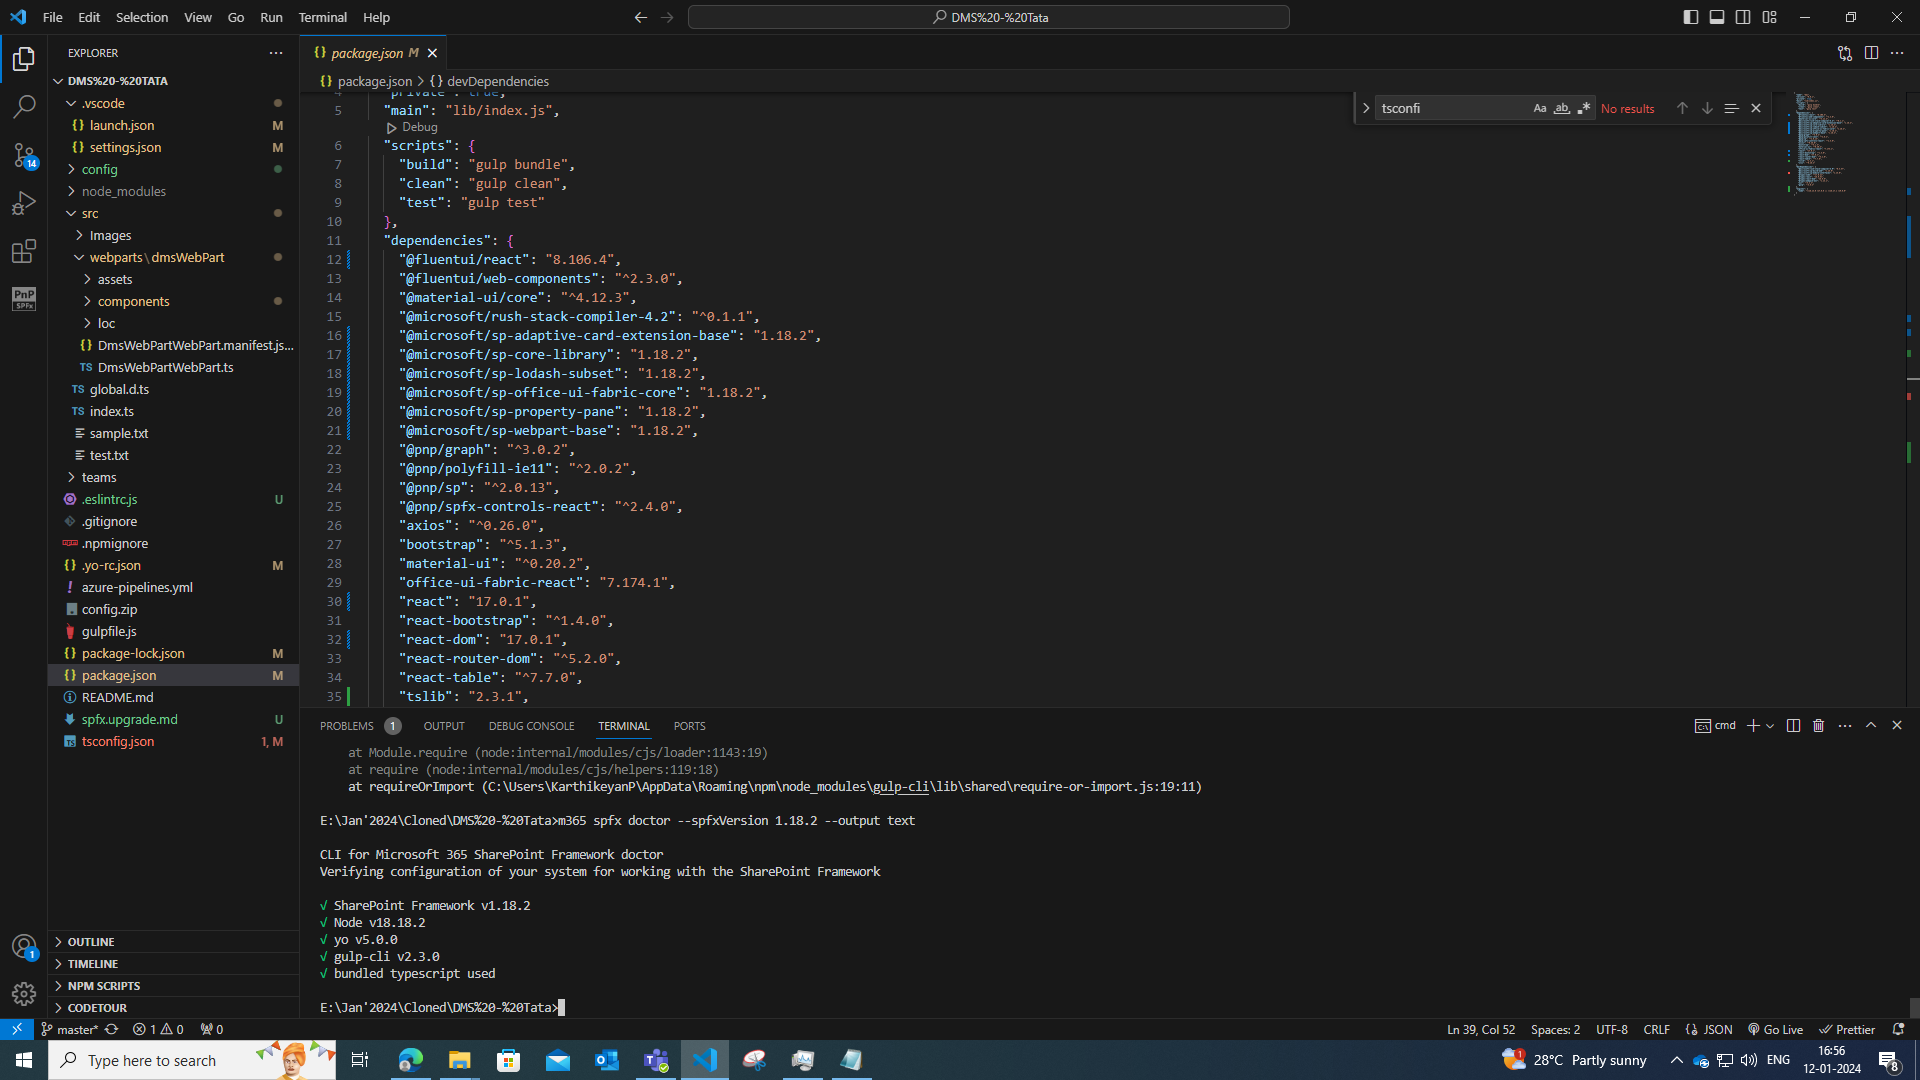 File Edit Selection View Go Run Terminal Help
DMS%20-%20Tata
EXPLORER
DMS%20-%20TATA
.vscode
launch.json M
settings.json M
config
node_modules
src
Images
webparts\dmsWebPart
assets
components
loc
DmsWebPartWebPart.manifest.js...
TS DmsWebPartWebPart.ts
TS global.d.ts
TS index.ts
sample.txt
test.txt
teams
.eslintrc.js U
.gitignore
.npmignore
.yo-rc.json M
azure-pipelines.yml
config.zip
gulpfile.js
package-lock.json M
package.json M
README.md
spfx.upgrade.md U
tsconfig.json 1, M
OUTLINE
TIMELINE
NPM SCRIPTS
CODETOUR
14
PnP
SPFx
1
{} package.json M
{} package.json > {} devDependencies
tsconfi Aa ab No results
4 "private": true,
5 "main": "lib/index.js",
Debug
6 "scripts": {
7 "build": "gulp bundle",
8 "clean": "gulp clean",
9 "test": "gulp test"
10 },
11 "dependencies": {
12 "@fluentui/react": "8.106.4",
13 "@fluentui/web-components": "^2.3.0",
14 "@material-ui/core": "^4.12.3",
15 "@microsoft/rush-stack-compiler-4.2": "^0.1.1",
16 "@microsoft/sp-adaptive-card-extension-base": "1.18.2",
17 "@microsoft/sp-core-library": "1.18.2",
18 "@microsoft/sp-lodash-subset": "1.18.2",
19 "@microsoft/sp-office-ui-fabric-core": "1.18.2",
20 "@microsoft/sp-property-pane": "1.18.2",
21 "@microsoft/sp-webpart-base": "1.18.2",
22 "@pnp/graph": "^3.0.2",
23 "@pnp/polyfill-ie11": "^2.0.2",
24 "@pnp/sp": "^2.0.13",
25 "@pnp/spfx-controls-react": "^2.4.0",
26 "axios": "^0.26.0",
27 "bootstrap": "^5.1.3",
28 "material-ui": "^0.20.2",
29 "office-ui-fabric-react": "7.174.1",
30 "react": "17.0.1",
31 "react-bootstrap": "^1.4.0",
32 "react-dom": "17.0.1",
33 "react-router-dom": "^5.2.0",
34 "react-table": "^7.7.0",
35 "tslib": "2.3.1",
PROBLEMS 1 OUTPUT DEBUG CONSOLE TERMINAL PORTS cmd
at Module.require (node:internal/modules/cjs/loader:1143:19)
at require (node:internal/modules/cjs/helpers:119:18)
at requireOrImport (C:\Users\KarthikeyanP\AppData\Roaming\npm\node_modules\gulp-cli\lib\shared\require-or-import.js:19:11)
E:\Jan'2024\Cloned\DMS%20-%20Tata>m365 spfx doctor --spfxVersion 1.18.2 --output text
CLI for Microsoft 365 SharePoint Framework doctor
Verifying configuration of your system for working with the SharePoint Framework
√ SharePoint Framework v1.18.2
√ Node v18.18.2
√ yo v5.0.0
√ gulp-cli v2.3.0
√ bundled typescript used
E:\Jan'2024\Cloned\DMS%20-%20Tata>
master* 1 0 0 Ln 39, Col 52 Spaces: 2 UTF-8 CRLF {} JSON Go Live Prettier
Type here to search
1 28°C Partly sunny ENG
16:56
12-01-2024
8